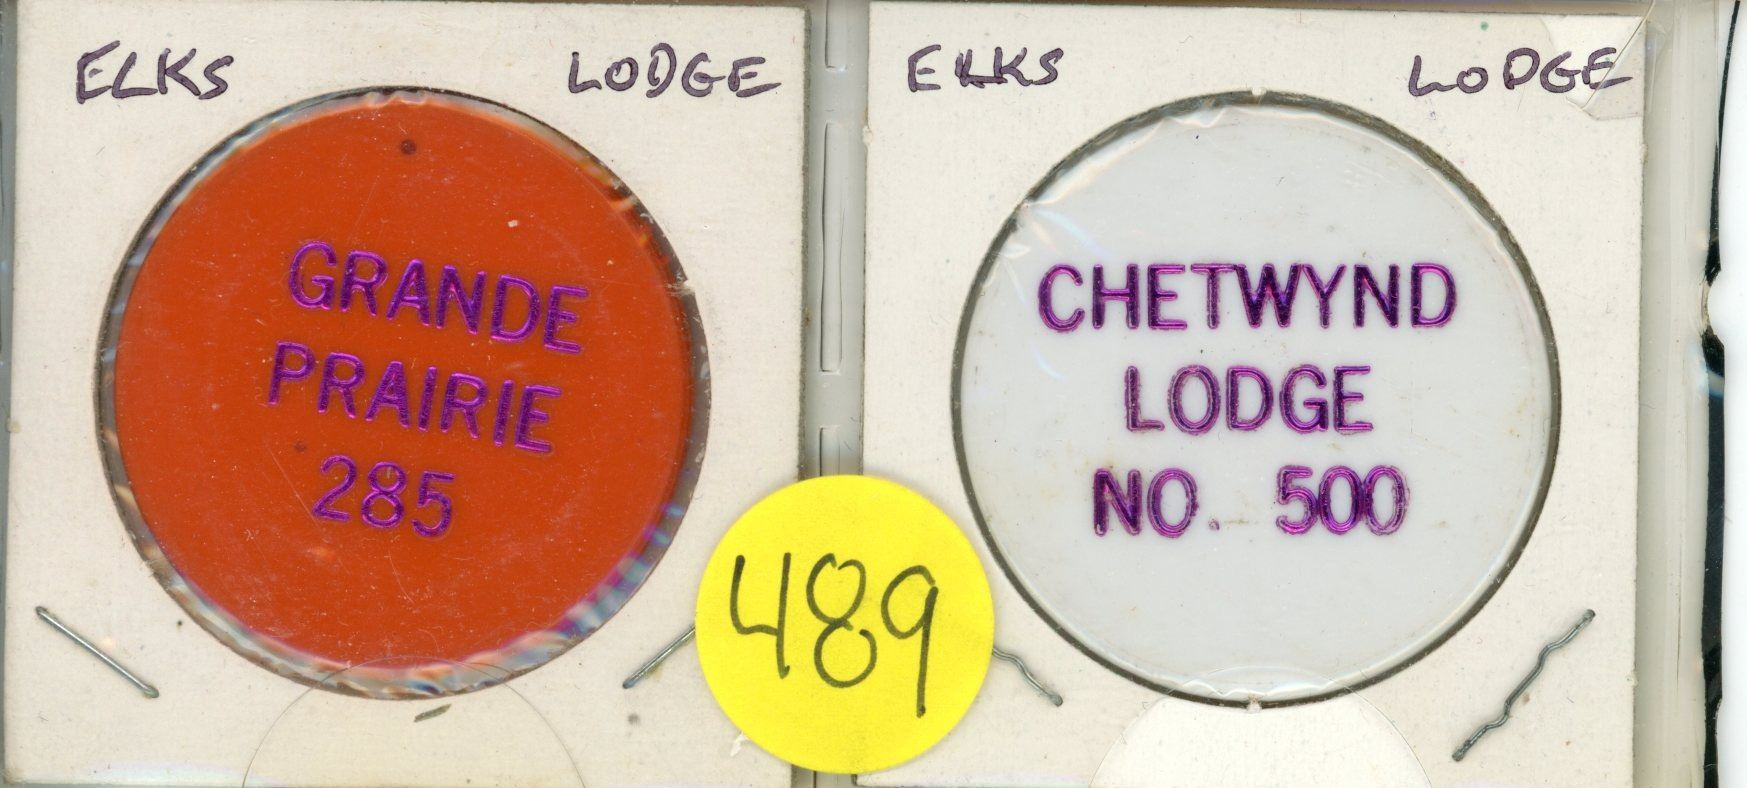 ELKS LODGE
GRANDE
PRAIRIE
285
ELKS LODGE
CHETWYND
LODGE
NO. 500
489